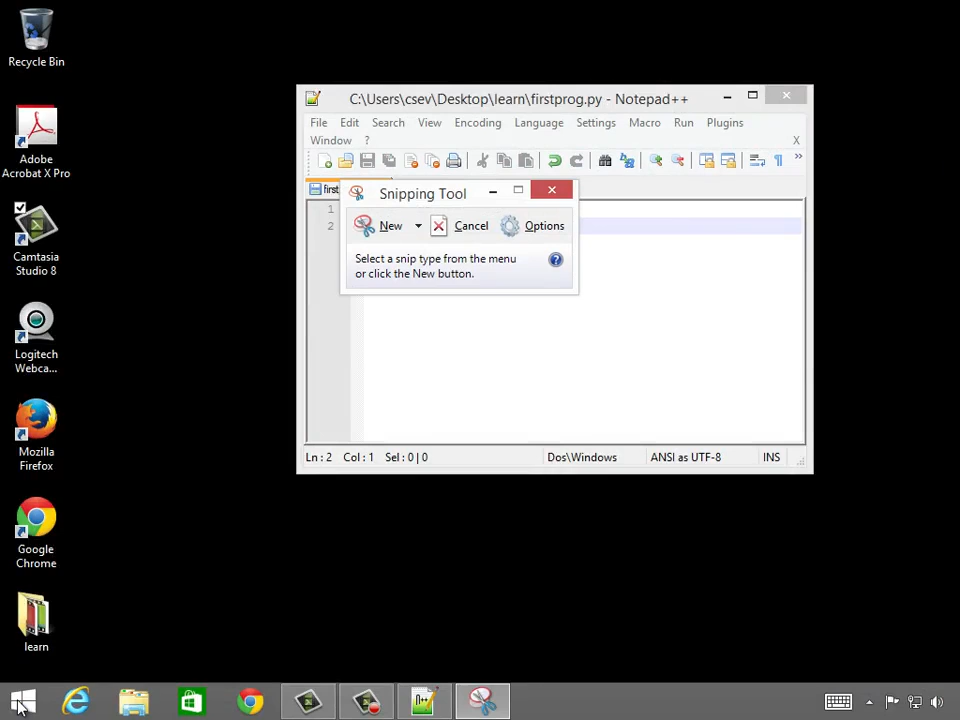 Recycle Bin
Adobe
Acrobat X Pro
Camtasia
Studio 8
Logitech
Webca...
Mozilla
Firefox
Google
Chrome
learn
C:\Users\csev\Desktop\learn\firstprog.py - Notepad++
File Edit Search View Encoding Language Settings Macro Run Plugins
Window ? X
first
1
2
Snipping Tool
New Cancel Options
Select a snip type from the menu
or click the New button.
Ln : 2 Col : 1 Sel : 0 | 0 Dos\Windows ANSI as UTF-8 INS